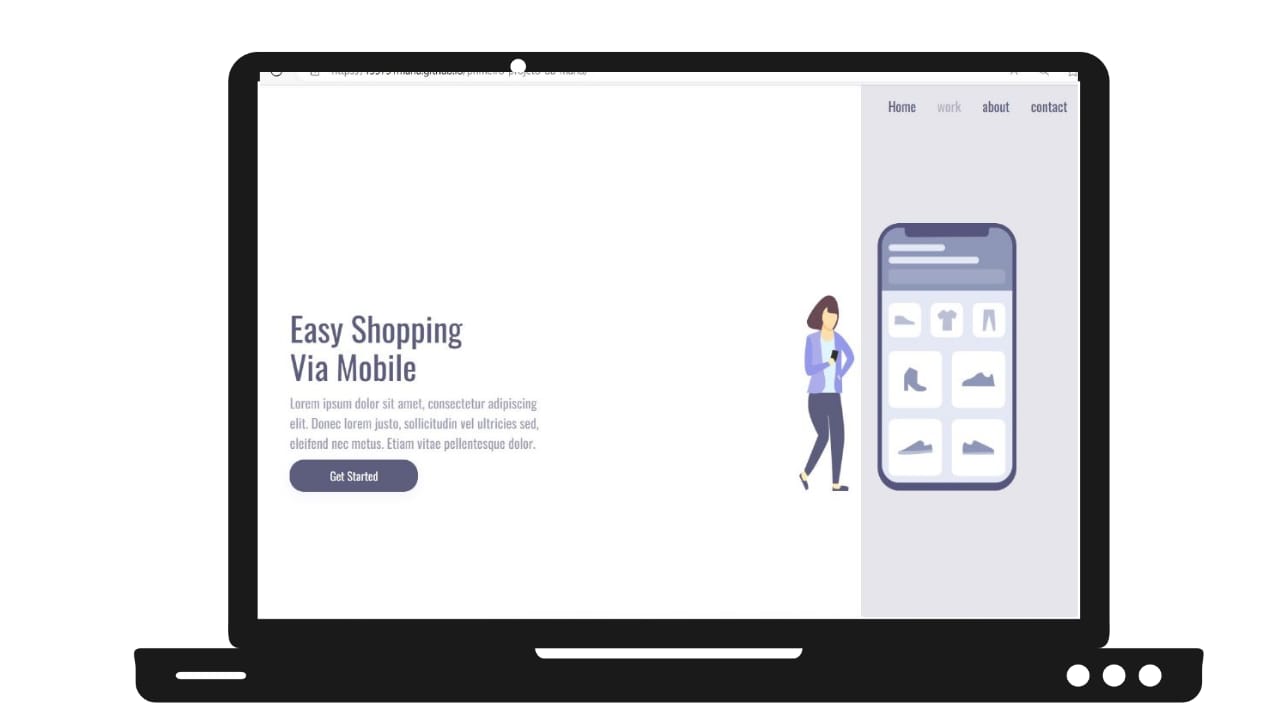 Home work about contact
Easy Shopping
Via Mobile
Lorem ipsum dolor sit amet, consectetur adipiscing
elit. Donec lorem justo, sollicitudin vel ultricies sed,
eleifend nec metus. Etiam vitae pellentesque dolor.
Get Started